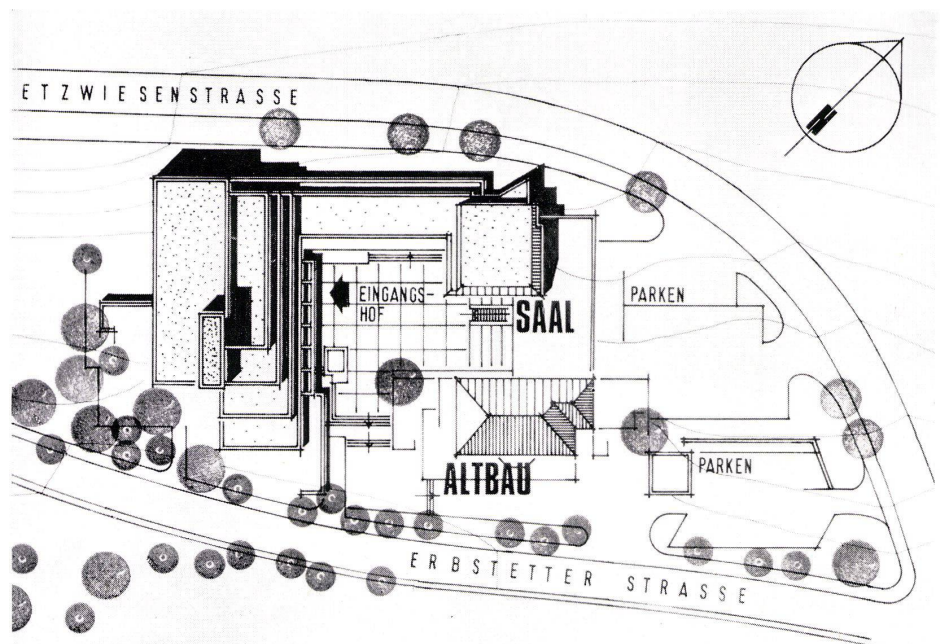 ETZWIESENSTRASSE
EINGANGS-
HOF
SAAL
PARKEN
ALTBAU
PARKEN
ERBSTETTER STRASSE